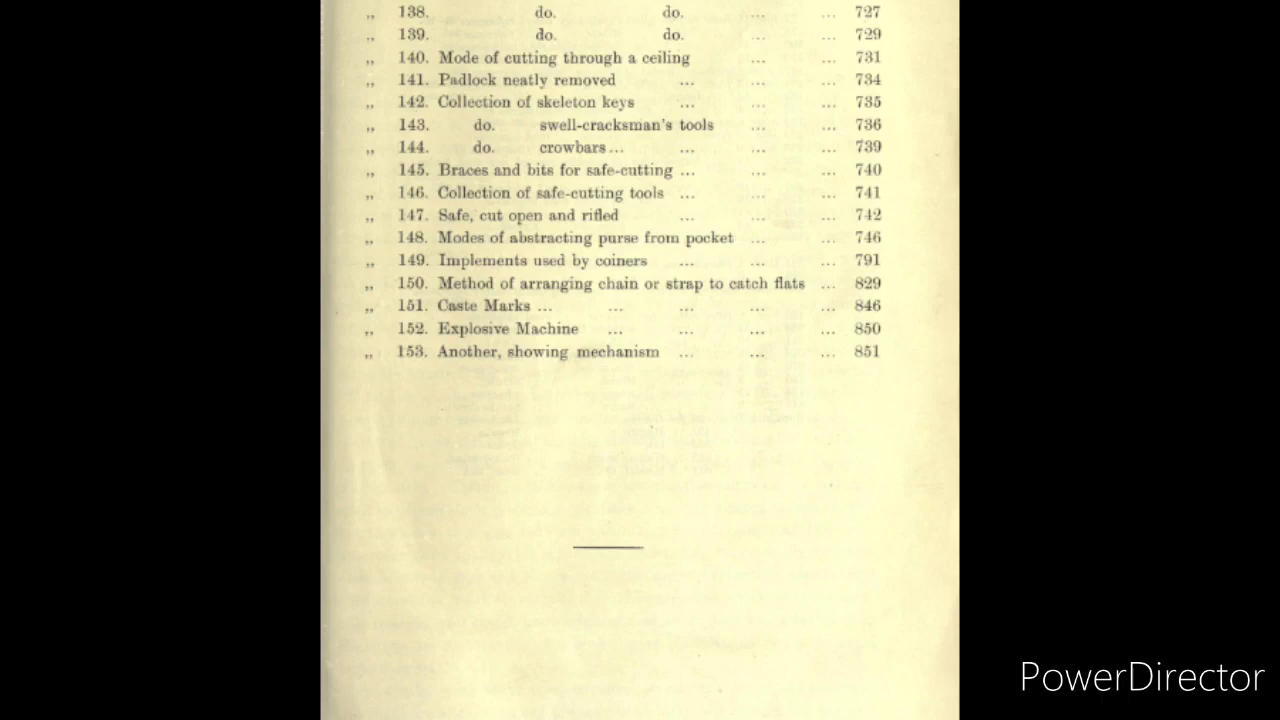 „ 138. do. do. ... ... 727
„ 139. do. do. ... ... 729
„ 140. Mode of cutting through a ceiling ... ... 731
„ 141. Padlock neatly removed ... ... ... 734
„ 142. Collection of skeleton keys ... ... ... 735
„ 143. do. swell-cracksman's tools ... ... 736
„ 144. do. crowbars ... ... ... ... 739
„ 145. Braces and bits for safe-cutting ... ... ... 740
„ 146. Collection of safe-cutting tools ... ... ... 741
„ 147. Safe, cut open and rifled ... ... ... 742
„ 148. Modes of abstracting purse from pocket ... ... 746
„ 149. Implements used by coiners ... ... ... 791
„ 150. Method of arranging chain or strap to catch flats ... 829
„ 151. Caste Marks ... ... ... ... ... 846
„ 152. Explosive Machine ... ... ... ... 850
„ 153. Another, showing mechanism ... ... ... 851
PowerDirector